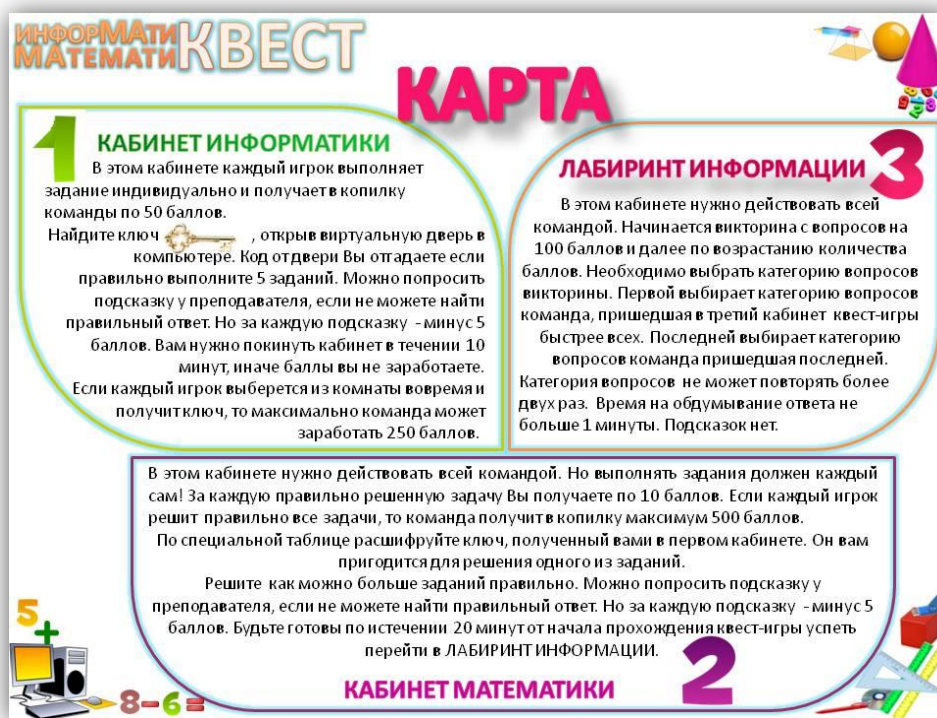 ИНФОРМАТИ
МАТЕМАТИ
КВЕСТ
КАРТА
1
КАБИНЕТ ИНФОРМАТИКИ
В этом кабинете каждый игрок выполняет
задание индивидуально и получает в копилку
команды по 50 баллов.
Найдите ключ , открыв виртуальную дверь в
компьютере. Код от двери Вы отгадаете если
правильно выполните 5 заданий. Можно попросить
подсказку у преподавателя, если не можете найти
правильный ответ. Но за каждую подсказку - минус 5
баллов. Вам нужно покинуть кабинет в течении 10
минут, иначе баллы вы не заработаете.
Если каждый игрок выберется из комнаты вовремя и
получит ключ, то максимально команда может
заработать 250 баллов.
ЛАБИРИНТ ИНФОРМАЦИИ
3
В этом кабинете нужно действовать всей
командой. Начинается викторина с вопросов на
100 баллов и далее по возрастанию количества
баллов. Необходимо выбрать категорию вопросов
викторины. Первой выбирает категорию вопросов
команда, пришедшая в третий кабинет квест-игры
быстрее всех. Последней выбирает категорию
вопросов команда пришедшая последней.
Категория вопросов не может повторять более
двух раз. Время на обдумывание ответа не
больше 1 минуты. Подсказок нет.
В этом кабинете нужно действовать всей командой. Но выполнять задания должен каждый
сам! За каждую правильно решенную задачу Вы получаете по 10 баллов. Если каждый игрок
решит правильно все задачи, то команда получит в копилку максимум 500 баллов.
По специальной таблице расшифруйте ключ, полученный вами в первом кабинете. Он вам
пригодится для решения одного из заданий.
Решите как можно больше заданий правильно. Можно попросить подсказку у
преподавателя, если не можете найти правильный ответ. Но за каждую подсказку - минус 5
баллов. Будьте готовы по истечении 20 минут от начала прохождения квест-игры успеть
перейти в ЛАБИРИНТ ИНФОРМАЦИИ.
КАБИНЕТ МАТЕМАТИКИ
2
5
+
8-6=